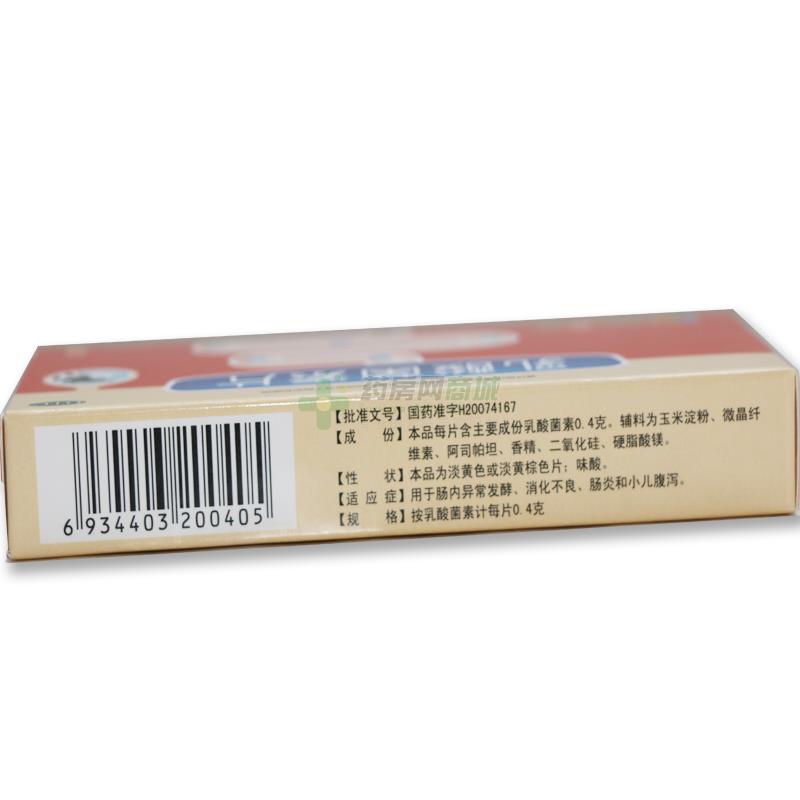 乳酸菌素片
药房网商城
【批准文号】国药准字H20074167
【成 份】本品每片含主要成份乳酸菌素0.4克。辅料为玉米淀粉、微晶纤
维素、阿司帕坦、香精、二氧化硅、硬脂酸镁。
【性 状】本品为淡黄色或淡黄棕色片；味酸。
【适 应 症】用于肠内异常发酵、消化不良、肠炎和小儿腹泻。
【规 格】按乳酸菌素计每片0.4克
6 934403 200405